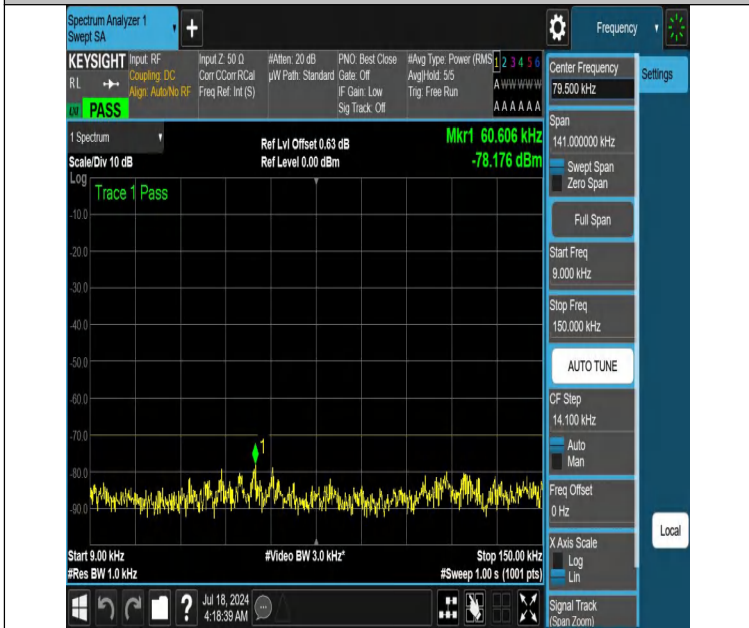 Spectrum Analyzer 1
Swept SA
Frequency
KEYSIGHT
RL
PASS
Input: RF
Coupling: DC
Align: Auto/No RF
Input Z: 50 Ω
Corr CCorr RCal
Freq Ref: Int (S)
#Atten: 20 dB
µW Path: Standard
PNO: Best Close
Gate: Off
IF Gain: Low
Sig Track: Off
#Avg Type: Power (RMS
Avg|Hold: 5/5
Trig: Free Run
1 2 3 4 5 6
A W W W W W
A A A A A A
1 Spectrum
Scale/Div 10 dB
Ref Lvl Offset 0.63 dB
Ref Level 0.00 dBm
Mkr1 60.606 kHz
-78.176 dBm
Log
Trace 1 Pass
-10.0
-20.0
-30.0
-40.0
-50.0
-60.0
-70.0
-80.0
-90.0
1
Start 9.00 kHz
#Res BW 1.0 kHz
#Video BW 3.0 kHz*
Stop 150.00 kHz
#Sweep 1.00 s (1001 pts)
Jul 18, 2024
4:18:39 AM
Center Frequency
79.500 kHz
Settings
Span
141.000000 kHz
Swept Span
Zero Span
Full Span
Start Freq
9.000 kHz
Stop Freq
150.000 kHz
AUTO TUNE
CF Step
14.100 kHz
Auto
Man
Freq Offset
0 Hz
X Axis Scale
Log
Lin
Local
Signal Track
(Span Zoom)